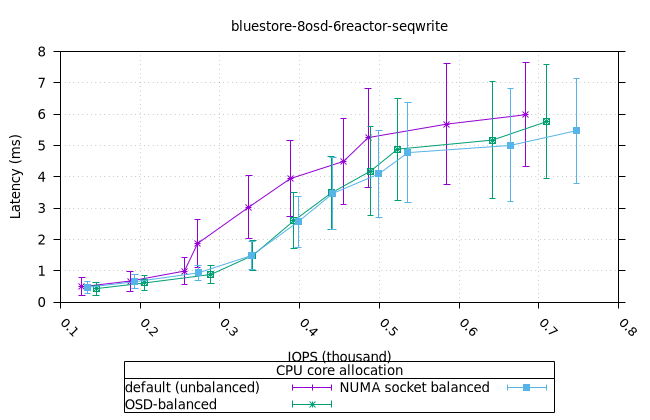 bluestore-8osd-6reactor-seqwrite
8
7
6
5
4
3
2
1
0
Latency (ms)
0.1
0.2
0.3
0.4
0.5
0.6
0.7
0.8
IOPS (thousand)
CPU core allocation
default (unbalanced)
NUMA socket balanced
OSD-balanced